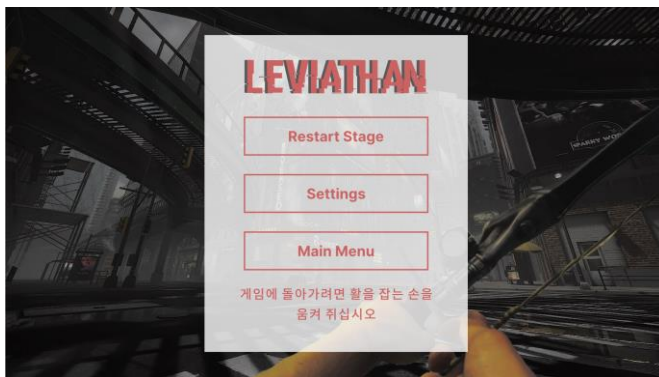 LEVIATHAN
Restart Stage
Settings
Main Menu
게임에 돌아가려면 활을 잡는 손을
움켜 쥐십시오